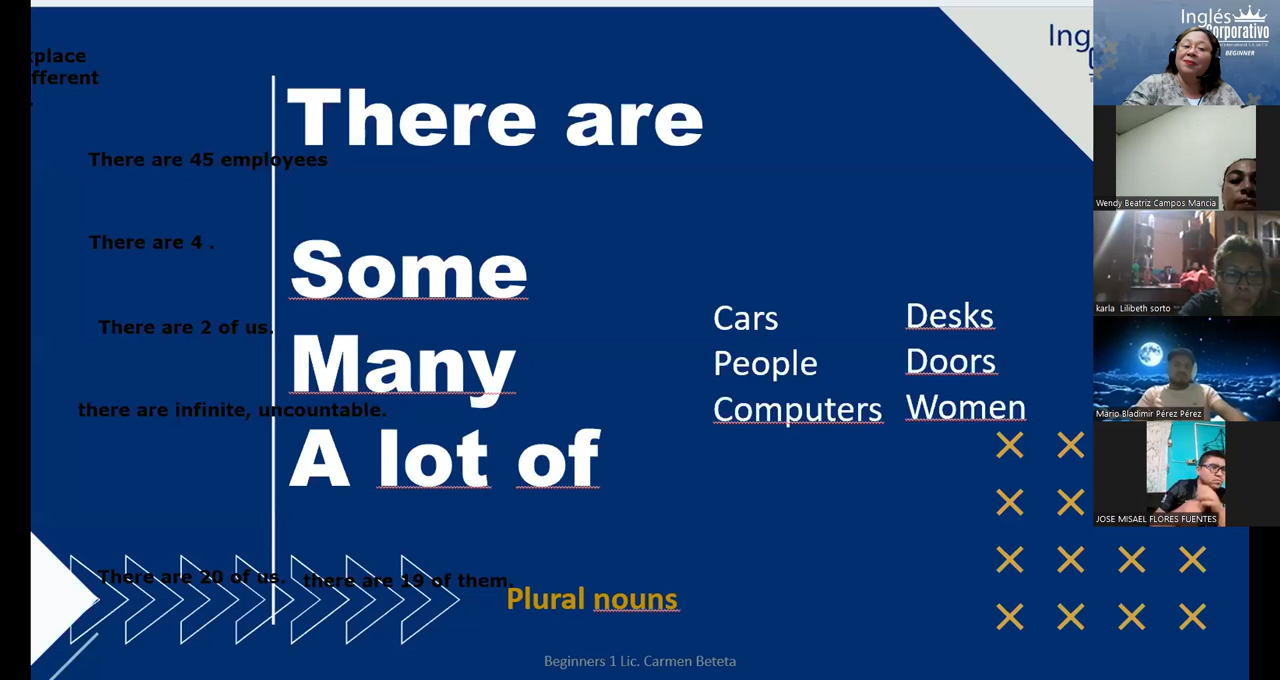 Inglés
Corporativo
BEGINNER
Ing
There are
There are 45 employees
There are 4 .
There are 2 of us.
there are infinite, uncountable.
Some
Many
A lot of
Cars
People
Computers
Desks
Doors
Women
There are 20 of us.
there are 19 of them.
Plural nouns
Beginners 1 Lic. Carmen Beteta
Wendy Beatriz Campos Mancia
karla Lilibeth sorto
Mario Bladimir Pérez Pérez
JOSE MISAEL FLORES FUENTES